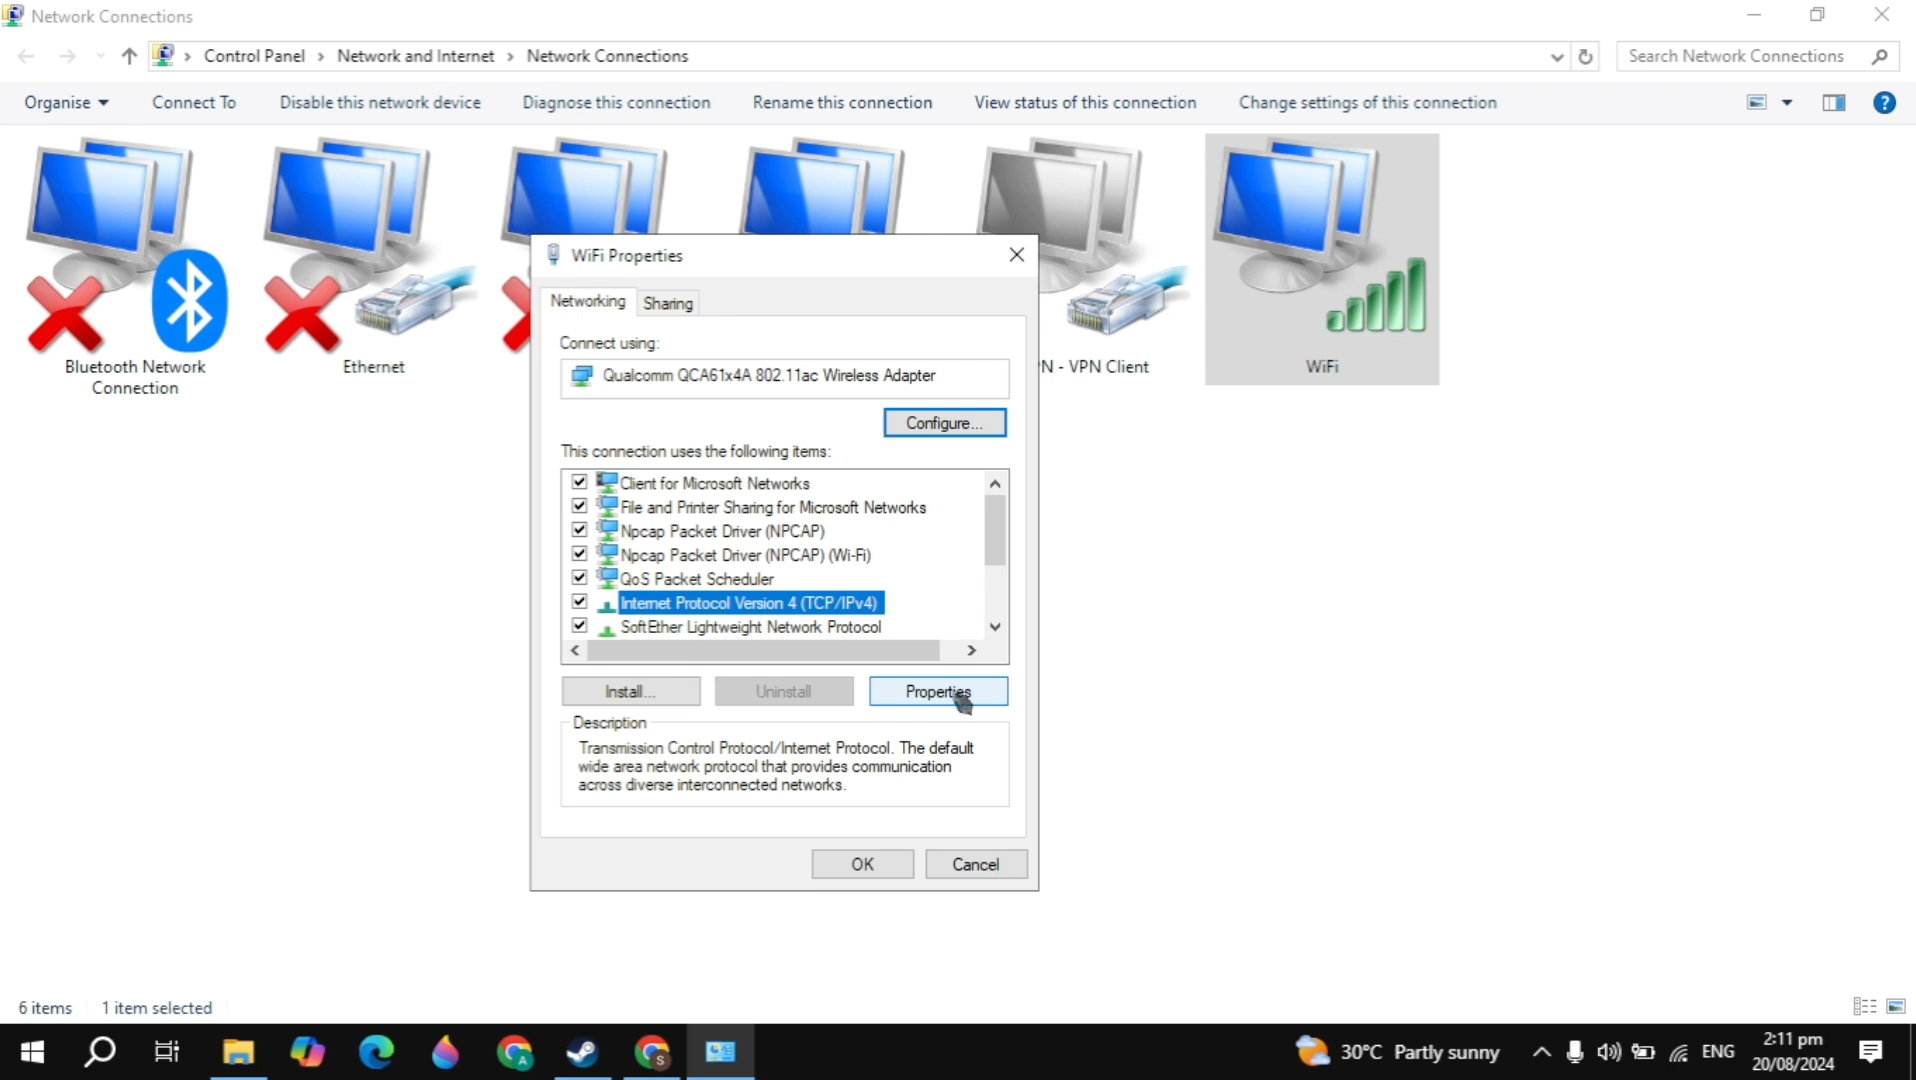 Network Connections
Control Panel > Network and Internet > Network Connections
Search Network Connections
Organise
Connect To
Disable this network device
Diagnose this connection
Rename this connection
View status of this connection
Change settings of this connection
Bluetooth Network
Connection
Ethernet
N - VPN Client
WiFi
WiFi Properties
Networking
Sharing
Connect using:
Qualcomm QCA61x4A 802.11ac Wireless Adapter
Configure...
This connection uses the following items:
Client for Microsoft Networks
File and Printer Sharing for Microsoft Networks
Npcap Packet Driver (NPCAP)
Npcap Packet Driver (NPCAP) (Wi-Fi)
QoS Packet Scheduler
Internet Protocol Version 4 (TCP/IPv4)
SoftEther Lightweight Network Protocol
Install...
Uninstall
Properties
Description
Transmission Control Protocol/Internet Protocol. The default
wide area network protocol that provides communication
across diverse interconnected networks.
OK
Cancel
6 items
1 item selected
A
S
30°C Partly sunny
ENG
2:11 pm
20/08/2024